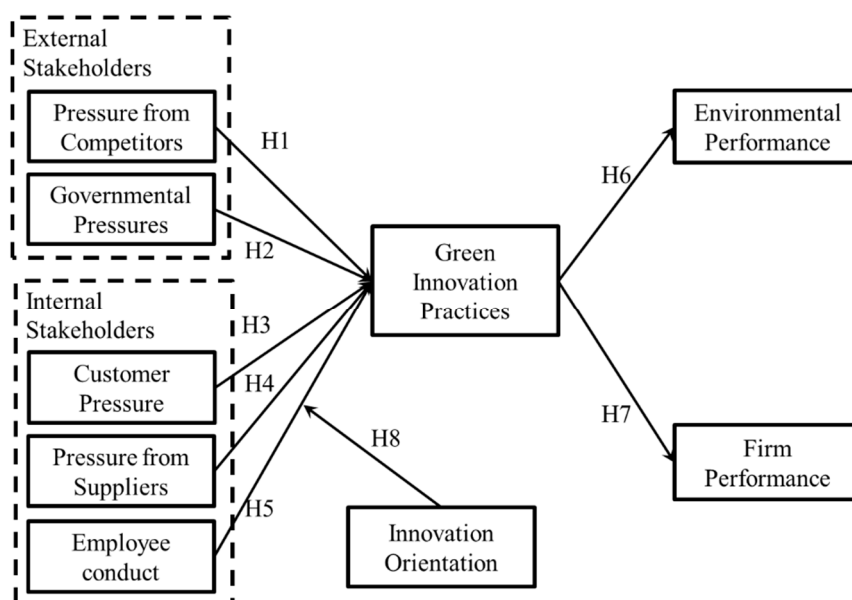 External
Stakeholders
Pressure from
Competitors
Governmental
Pressures
H1
H2
Internal
Stakeholders
Customer
Pressure
Pressure from
Suppliers
Employee
conduct
H3
H4
H5
Green
Innovation
Practices
H8
Innovation
Orientation
H6
H7
Environmental
Performance
Firm
Performance